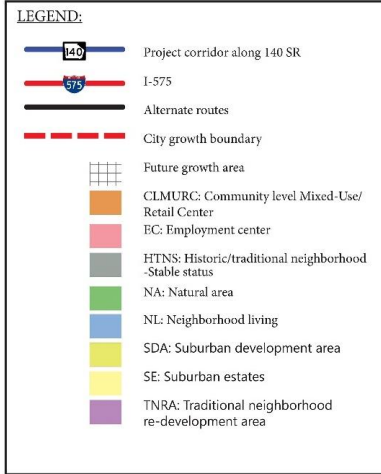 LEGEND:
140
Project corridor along 140 SR
575
I-575
Alternate routes
City growth boundary
Future growth area
CLMURC: Community level Mixed-Use/
Retail Center
EC: Employment center
HTNS: Historic/traditional neighborhood
-Stable status
NA: Natural area
NL: Neighborhood living
SDA: Suburban development area
SE: Suburban estates
TNRA: Traditional neighborhood
re-development area